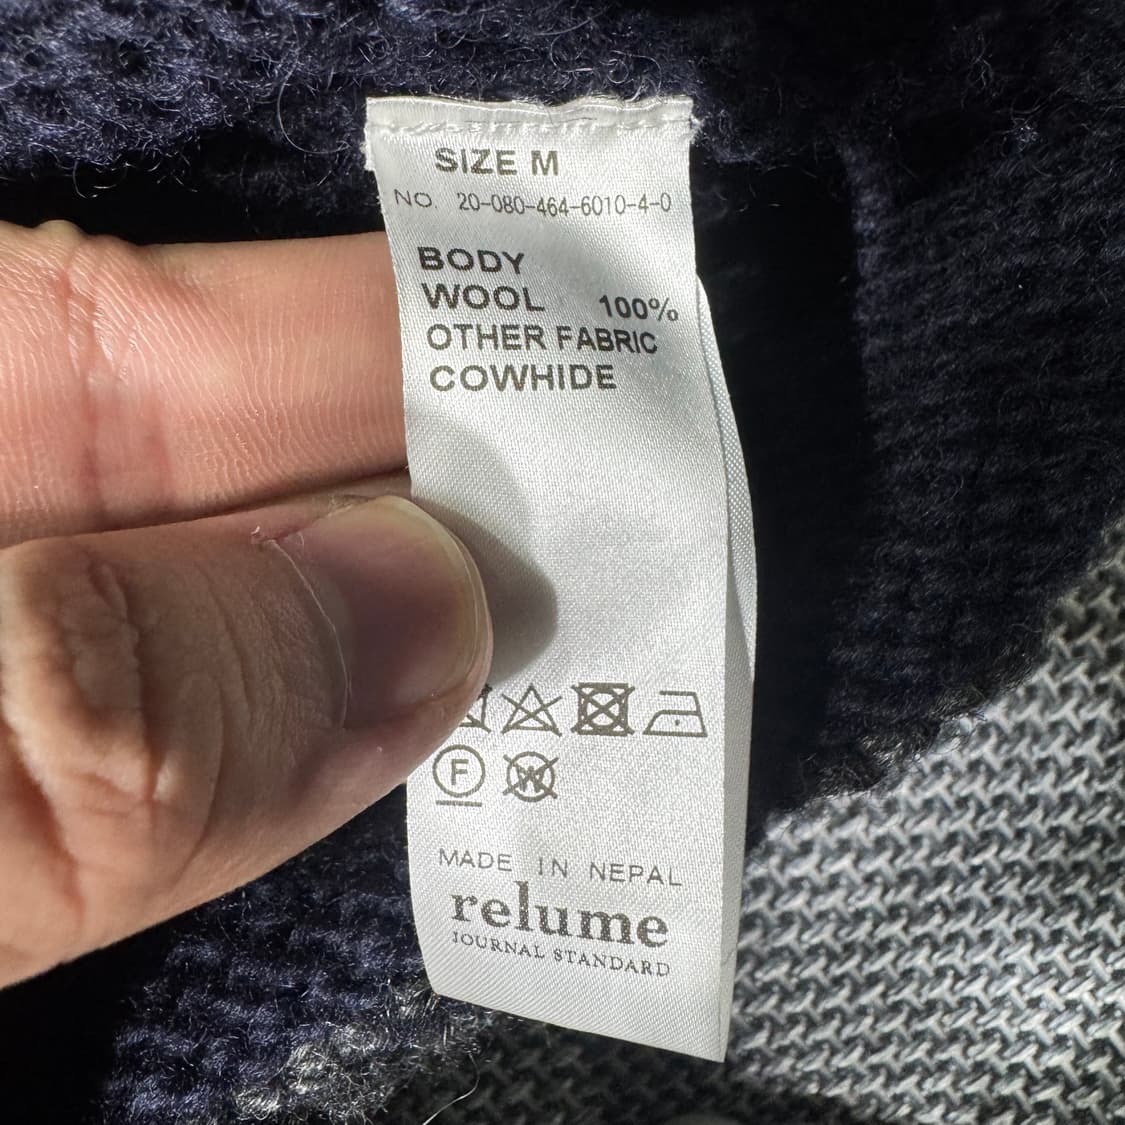 SIZE M
NO. 20-080-464-6010-4-0
BODY
WOOL 100%
OTHER FABRIC
COWHIDE
F
W
MADE IN NEPAL
relume
JOURNAL STANDARD